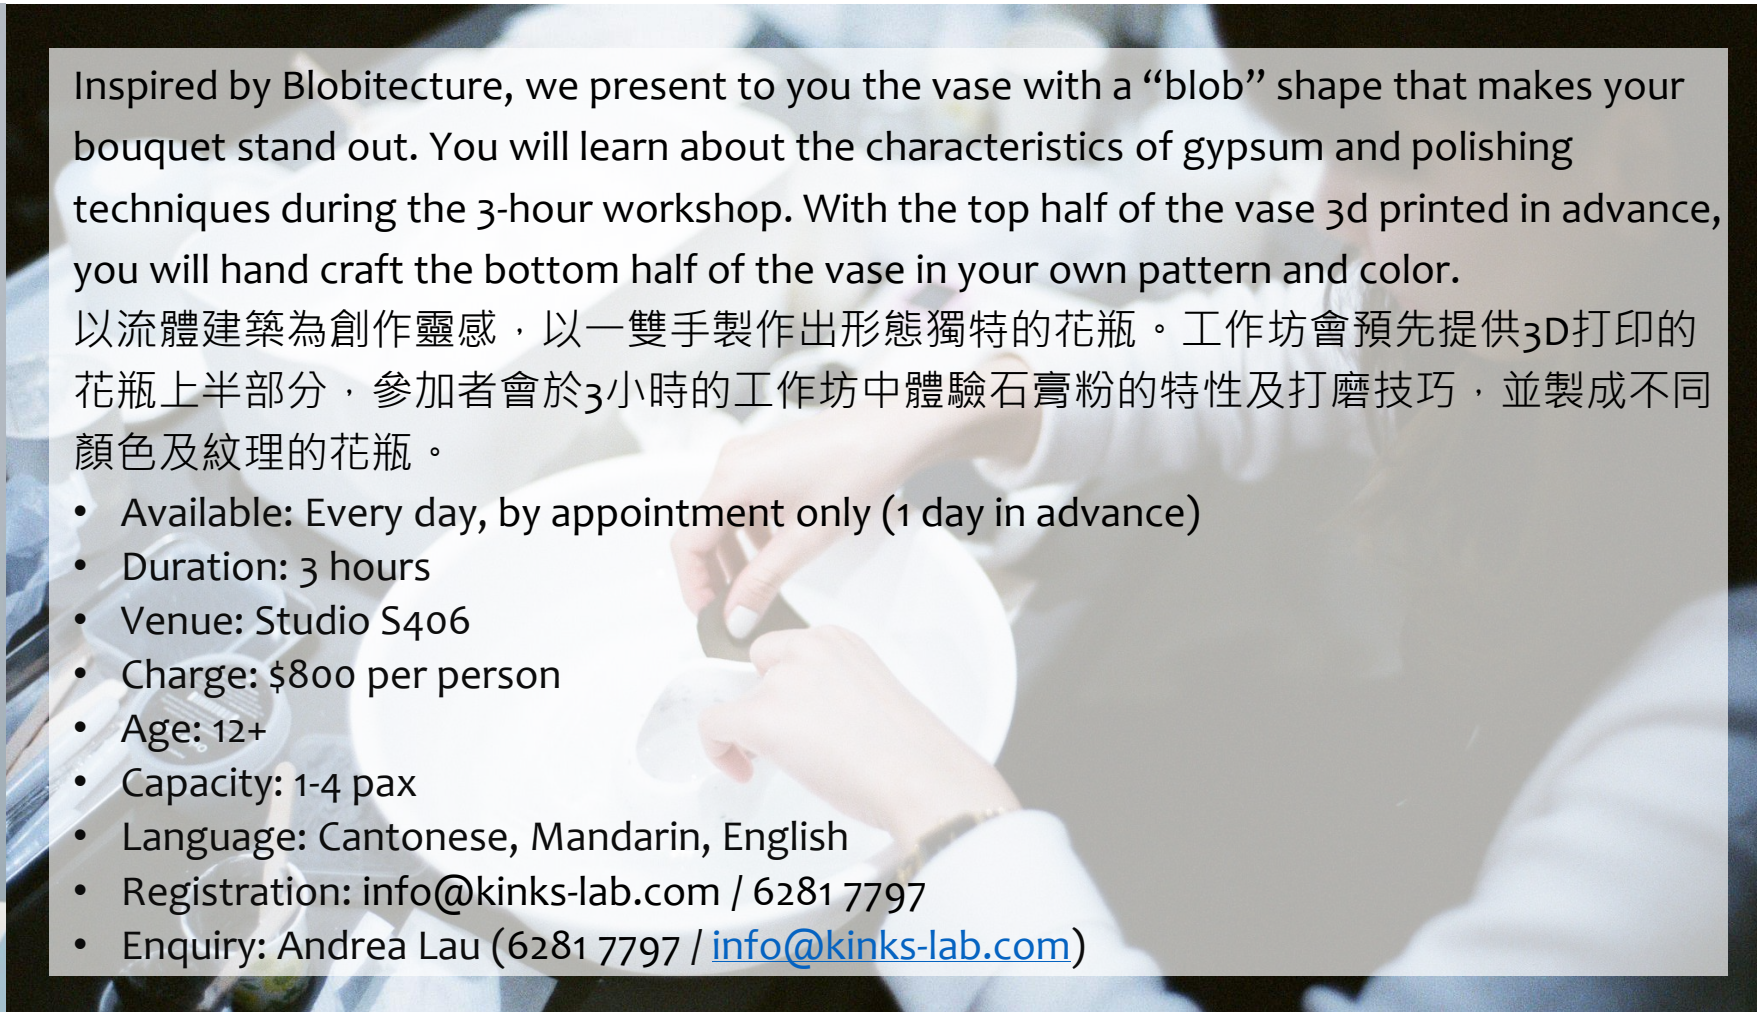 Inspired by Blobitecture, we present to you the vase with a “blob” shape that makes your
bouquet stand out. You will learn about the characteristics of gypsum and polishing
techniques during the 3-hour workshop. With the top half of the vase 3d printed in advance,
you will hand craft the bottom half of the vase in your own pattern and color.
以流體建築為創作靈感，以一雙手製作出形態獨特的花瓶。工作坊會預先提供3D打印的
花瓶上半部分，參加者會於3小時的工作坊中體驗石膏粉的特性及打磨技巧，並製成不同
顏色及紋理的花瓶。
• Available: Every day, by appointment only (1 day in advance)
• Duration: 3 hours
• Venue: Studio S406
• Charge: $800 per person
• Age: 12+
• Capacity: 1-4 pax
• Language: Cantonese, Mandarin, English
• Registration: info@kinks-lab.com / 6281 7797
• Enquiry: Andrea Lau (6281 7797 / info@kinks-lab.com)